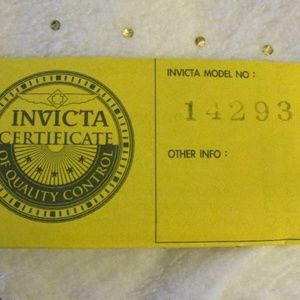 INVICTA
CERTIFICATE
OF QUALITY CONTROL
INVICTA MODEL NO :
14293
OTHER INFO :